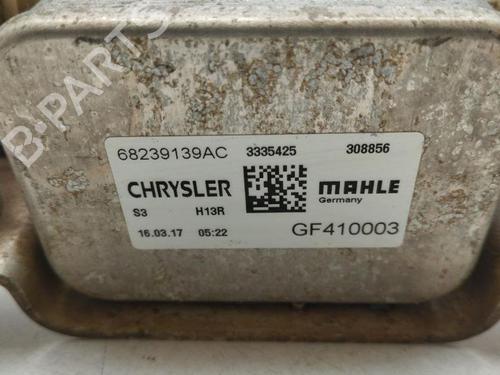 B-PARTS
68239139AC 3335425 308856
CHRYSLER MAHLE
Germany
S3 H13R
16.03.17 05:22 GF410003